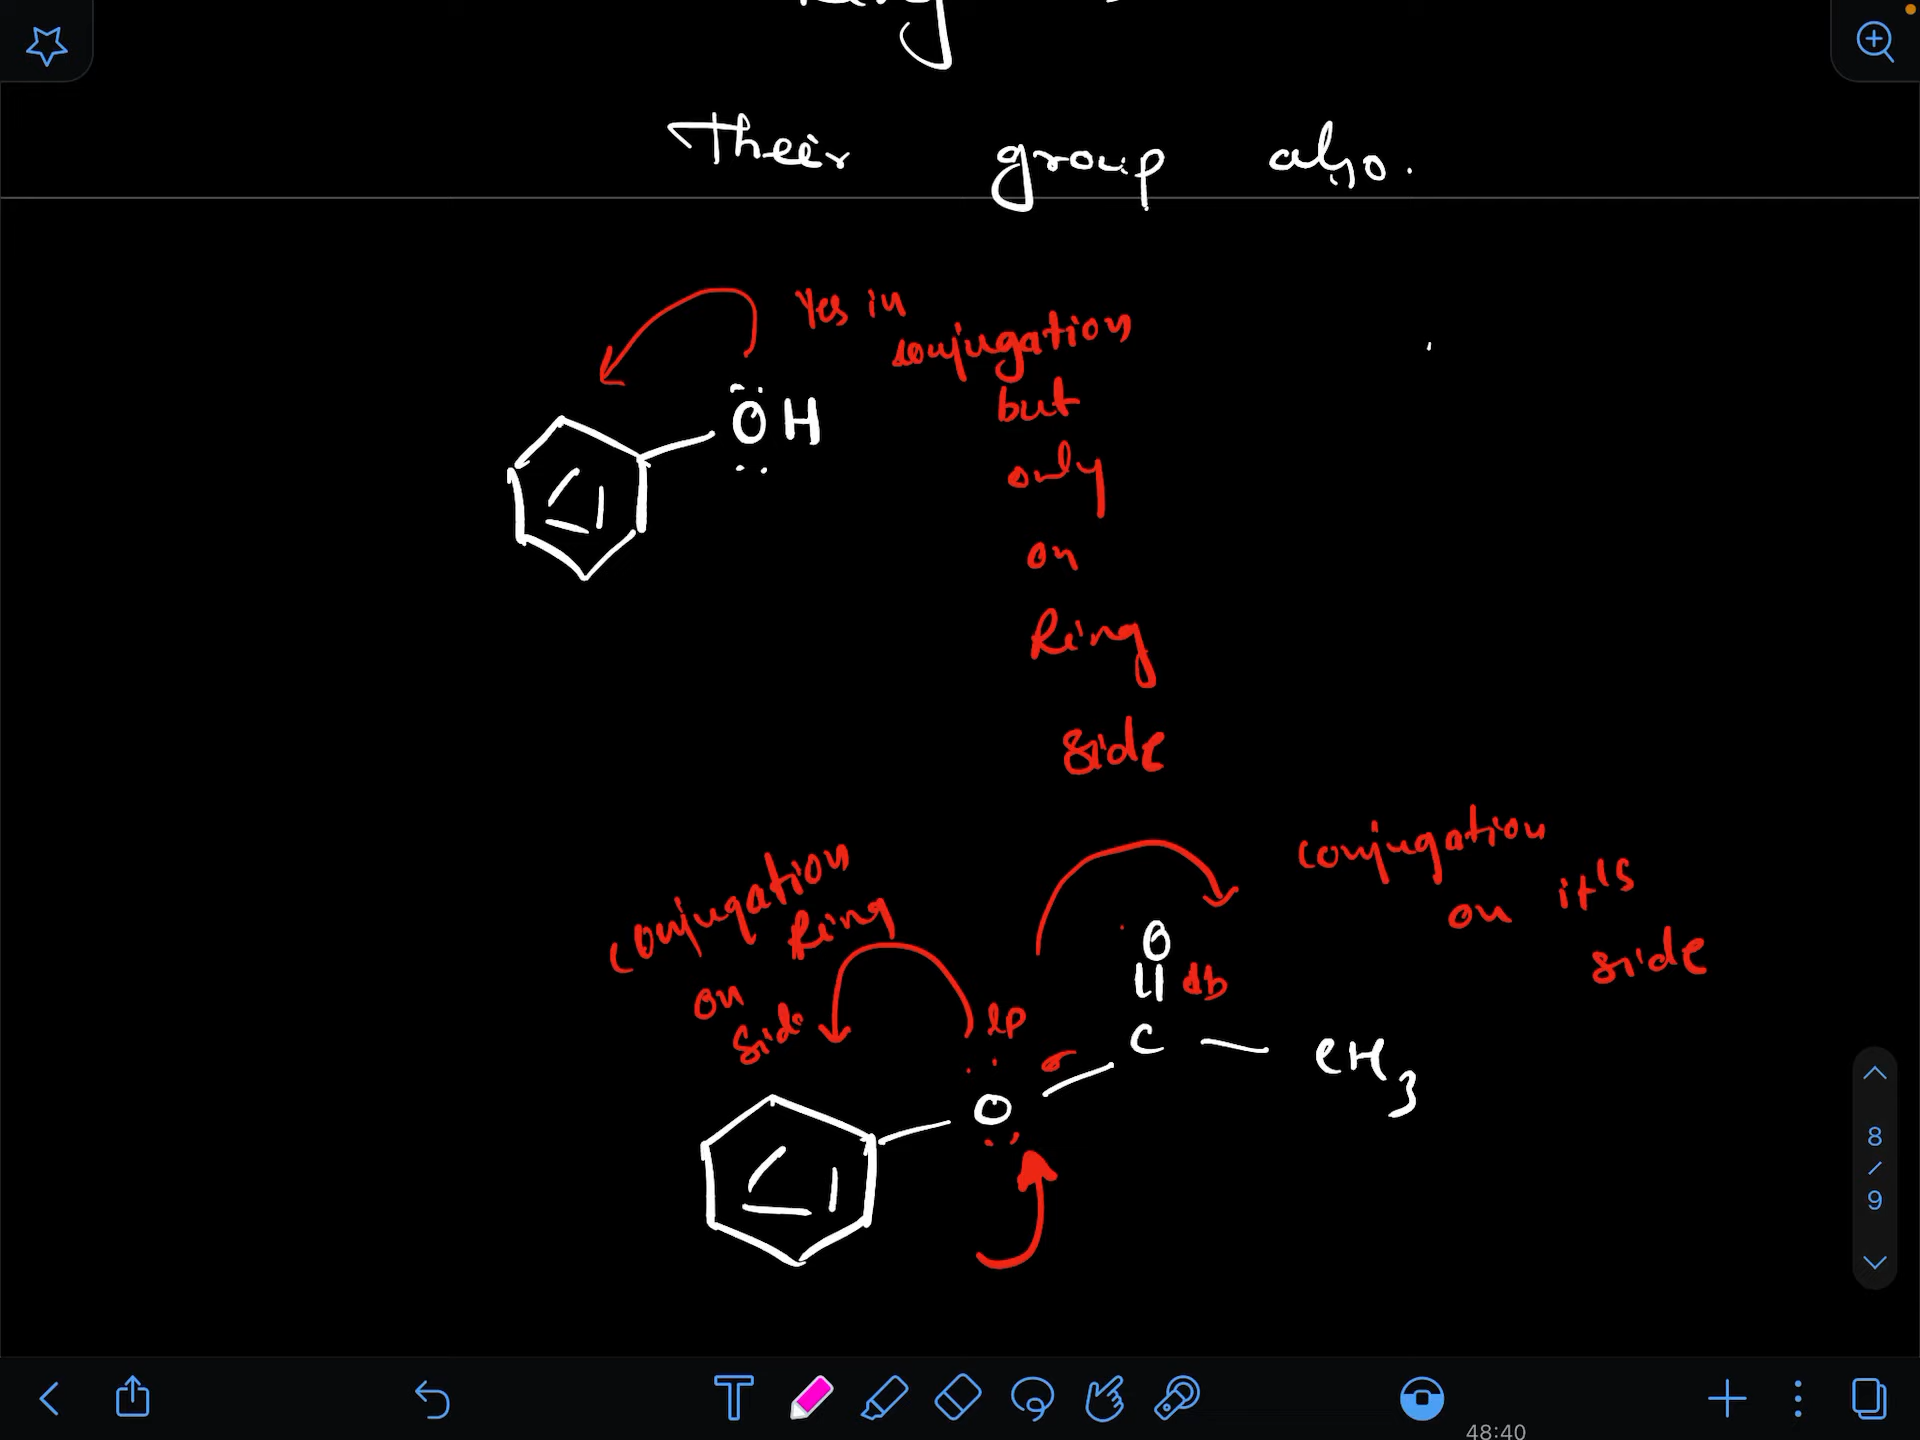 Their group also.
Yes in
conjugation
but
only
on
Ring
side
OH
conjugation
on Ring
side
conjugation
on it's
side
O
db
lp
σ
C
CH3
O
8
/
9
T
48:40